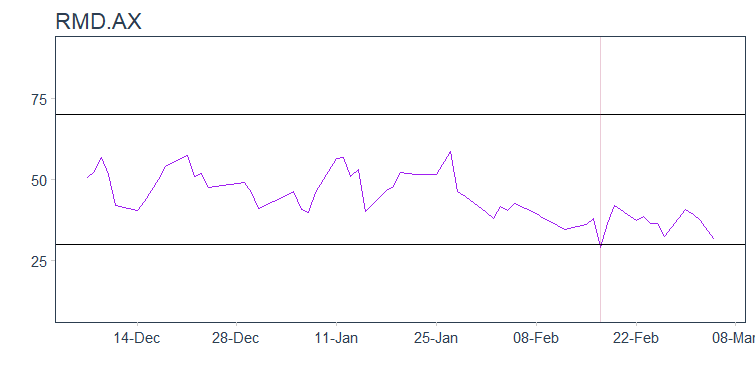 RMD.AX
75
50
25
14-Dec
28-Dec
11-Jan
25-Jan
08-Feb
22-Feb
08-Mar